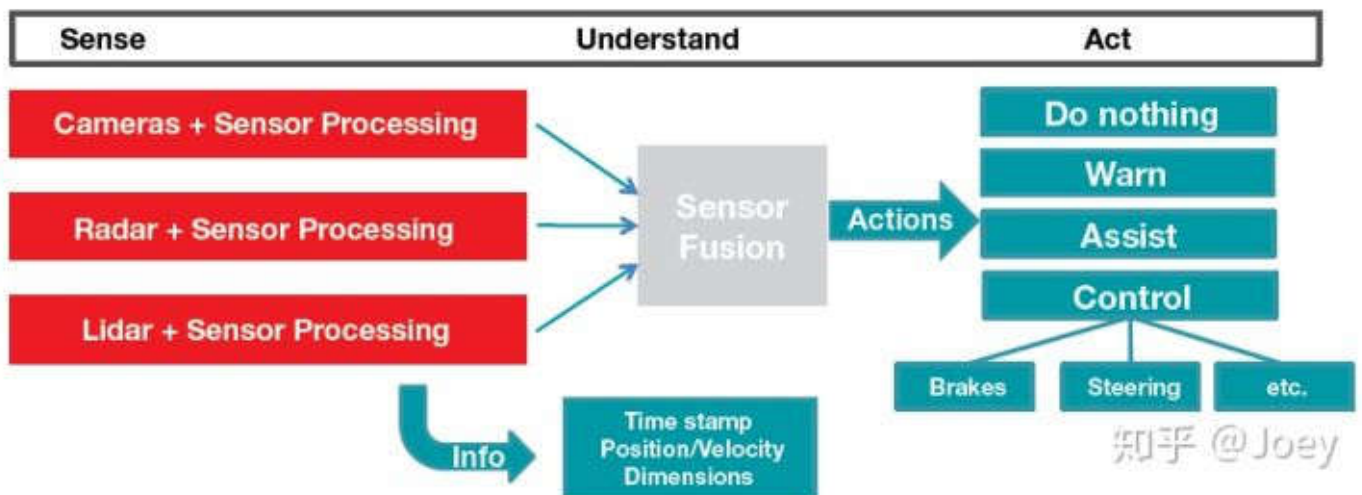 Sense Understand Act
Cameras + Sensor Processing
Radar + Sensor Processing
Lidar + Sensor Processing
Sensor
Fusion
Actions
Do nothing
Warn
Assist
Control
Brakes
Steering
etc.
Info
Time stamp
Position/Velocity
Dimensions
知乎 @Joey